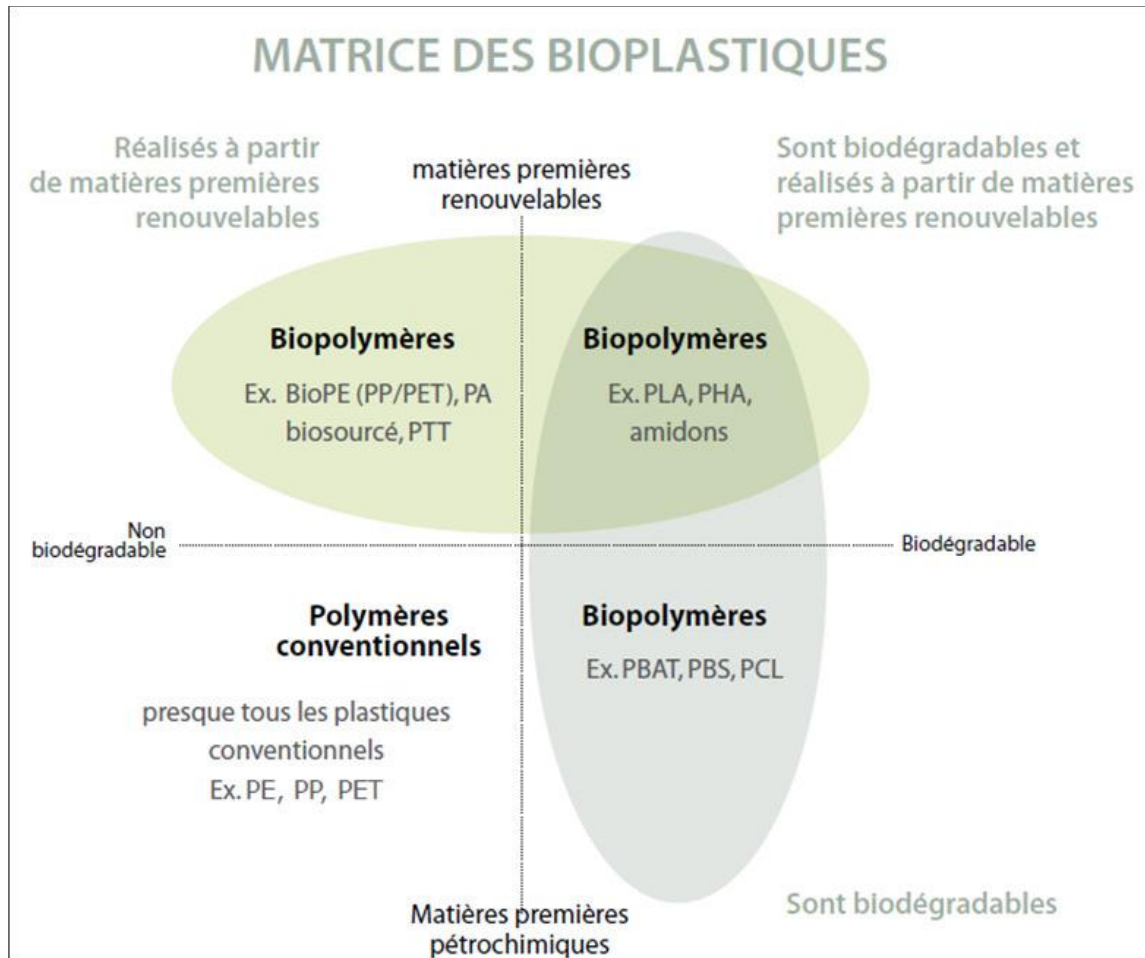 MATRICE DES BIOPLASTIQUES
Réalisés à partir
de matières premières
renouvelables
matières premières
renouvelables
Sont biodégradables et
réalisés à partir de matières
premières renouvelables
Biopolymères
Ex. BioPE (PP/PET), PA
biosourcé, PTT
Biopolymères
Ex. PLA, PHA,
amidons
Non
biodégradable
Biodégradable
Polymères
conventionnels
presque tous les plastiques
conventionnels
Ex. PE, PP, PET
Biopolymères
Ex. PBAT, PBS, PCL
Matières premières
pétrochimiques
Sont biodégradables